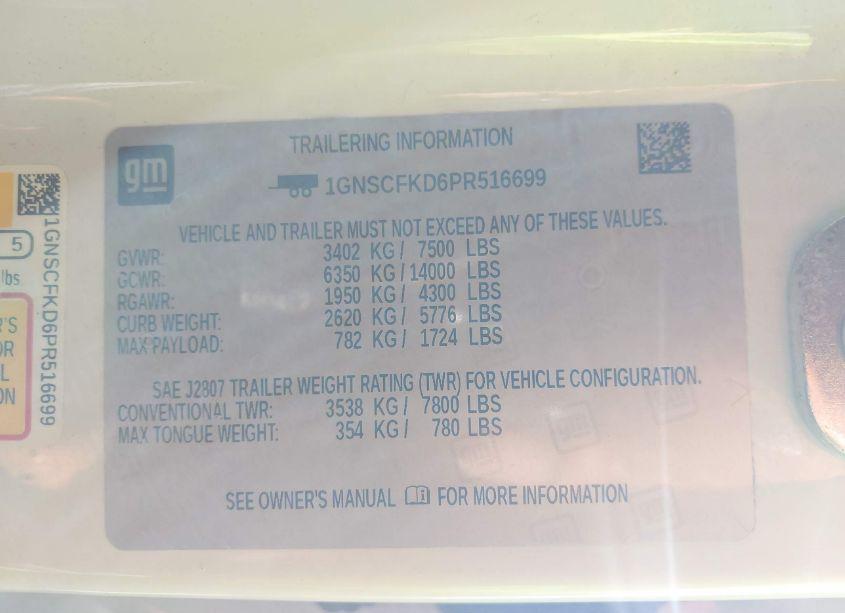 gm
TRAILERING INFORMATION
1GNSCFKD6PR516699
VEHICLE AND TRAILER MUST NOT EXCEED ANY OF THESE VALUES.
GVWR: 3402 KG / 7500 LBS
GCWR: 6350 KG / 14000 LBS
RGAWR: 1950 KG / 4300 LBS
CURB WEIGHT: 2620 KG / 5776 LBS
MAX PAYLOAD: 782 KG / 1724 LBS
SAE J2807 TRAILER WEIGHT RATING (TWR) FOR VEHICLE CONFIGURATION.
CONVENTIONAL TWR: 3538 KG / 7800 LBS
MAX TONGUE WEIGHT: 354 KG / 780 LBS
SEE OWNER'S MANUAL FOR MORE INFORMATION
1GNSCFKD6PR516699
5
lbs
R'S
OR
L
ON